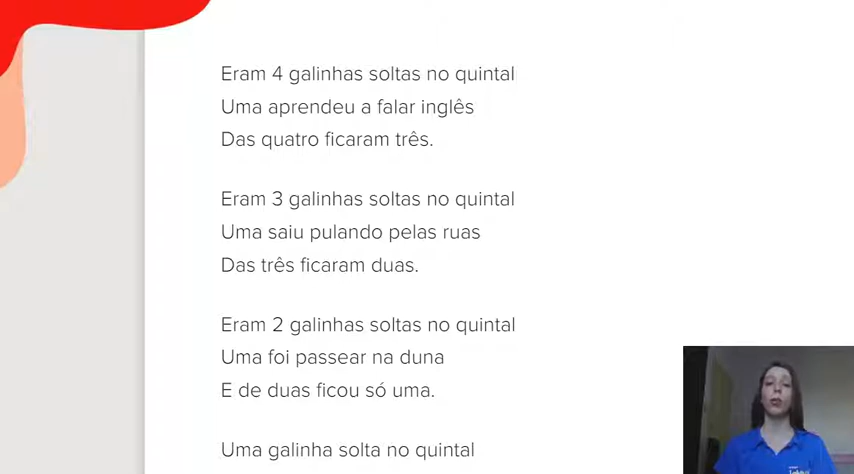 Eram 4 galinhas soltas no quintal
Uma aprendeu a falar inglês
Das quatro ficaram três.
Eram 3 galinhas soltas no quintal
Uma saiu pulando pelas ruas
Das três ficaram duas.
Eram 2 galinhas soltas no quintal
Uma foi passear na duna
E de duas ficou só uma.
Uma galinha solta no quintal